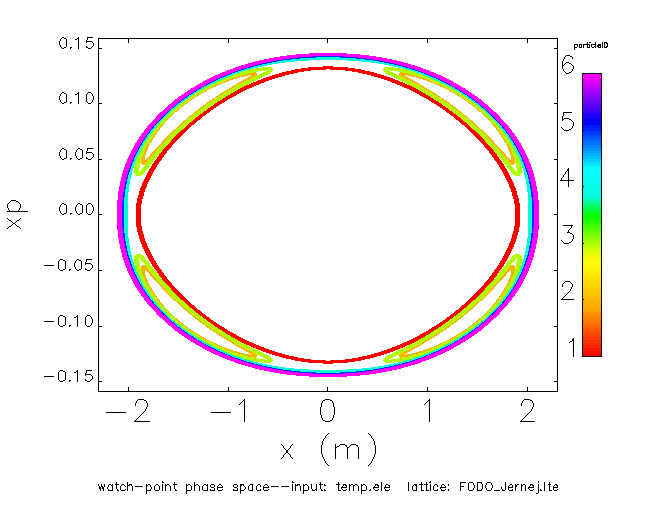 particleID
0.15
0.10
0.05
0.00
-0.05
-0.10
-0.15
xp
-2 -1 0 1 2
x (m)
6
5
4
3
2
1
watch-point phase space--input: temp.ele lattice: FODO_Jernej.lte